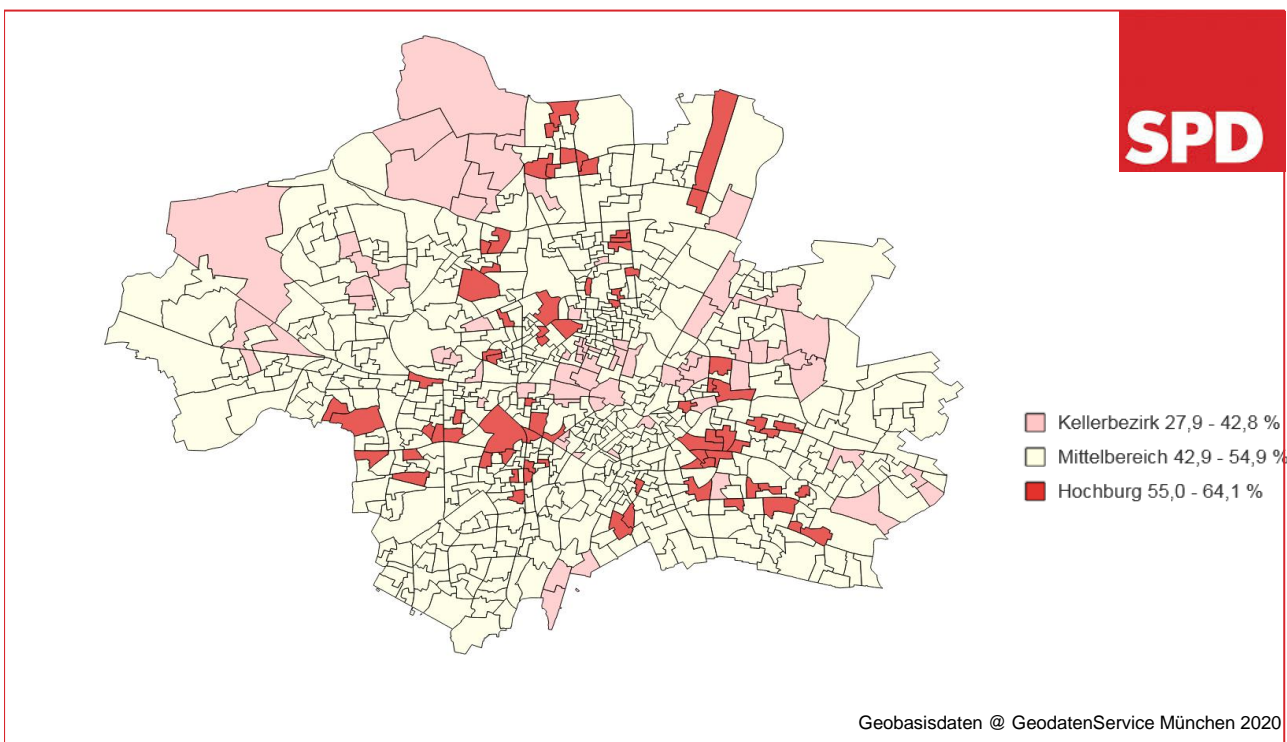 SPD
Kellerbezirk 27,9 - 42,8 %
Mittelbereich 42,9 - 54,9 %
Hochburg 55,0 - 64,1 %
Geobasisdaten @ GeodatenService München 2020